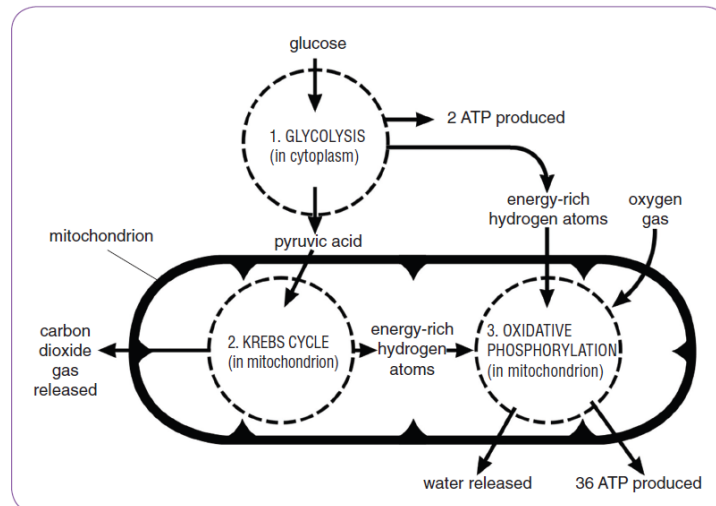 glucose
1. GLYCOLYSIS
(in cytoplasm)
2 ATP produced
energy-rich
hydrogen atoms
oxygen
gas
mitochondrion
pyruvic acid
carbon
dioxide
gas
released
2. KREBS CYCLE
(in mitochondrion)
energy-rich
hydrogen
atoms
3. OXIDATIVE
PHOSPHORYLATION
(in mitochondrion)
water released
36 ATP produced